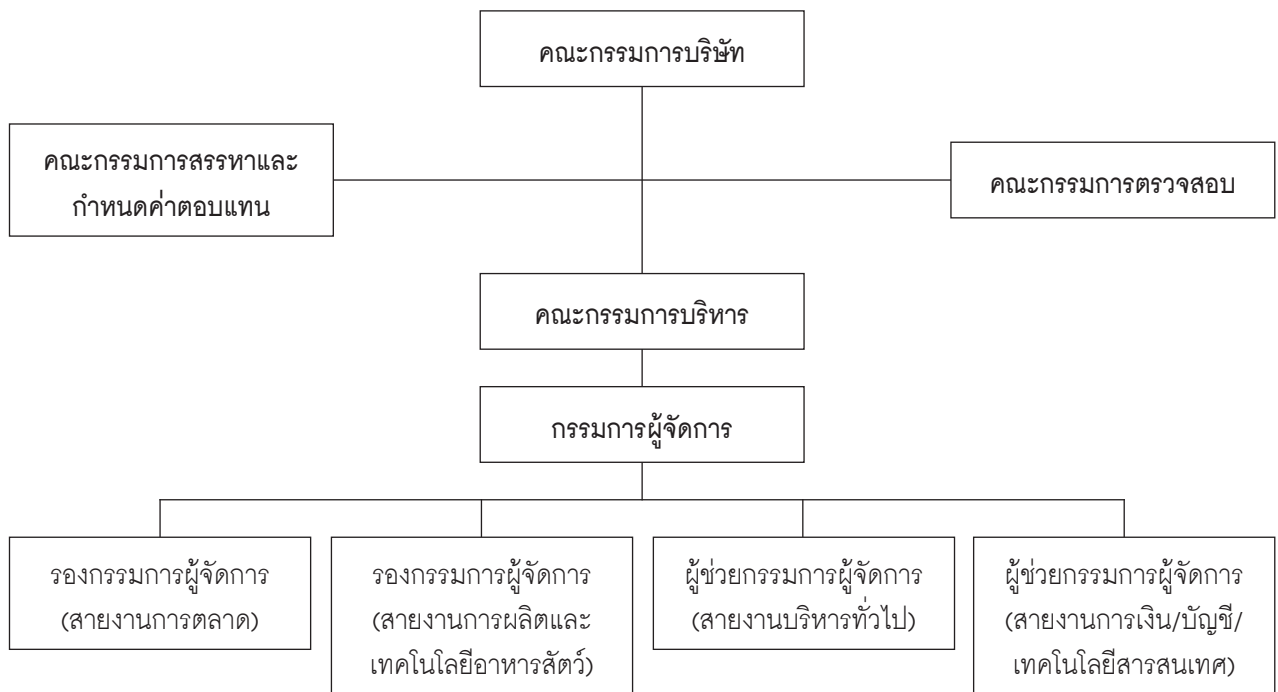 คณะกรรมการบริษัท
คณะกรรมการสรรหาและ
กำหนดค่าตอบแทน
คณะกรรมการตรวจสอบ
คณะกรรมการบริหาร
กรรมการผู้จัดการ
รองกรรมการผู้จัดการ
(สายงานการตลาด)
รองกรรมการผู้จัดการ
(สายงานการผลิตและ
เทคโนโลยีอาหารสัตว์)
ผู้ช่วยกรรมการผู้จัดการ
(สายงานบริหารทั่วไป)
ผู้ช่วยกรรมการผู้จัดการ
(สายงานการเงิน/บัญชี/
เทคโนโลยีสารสนเทศ)